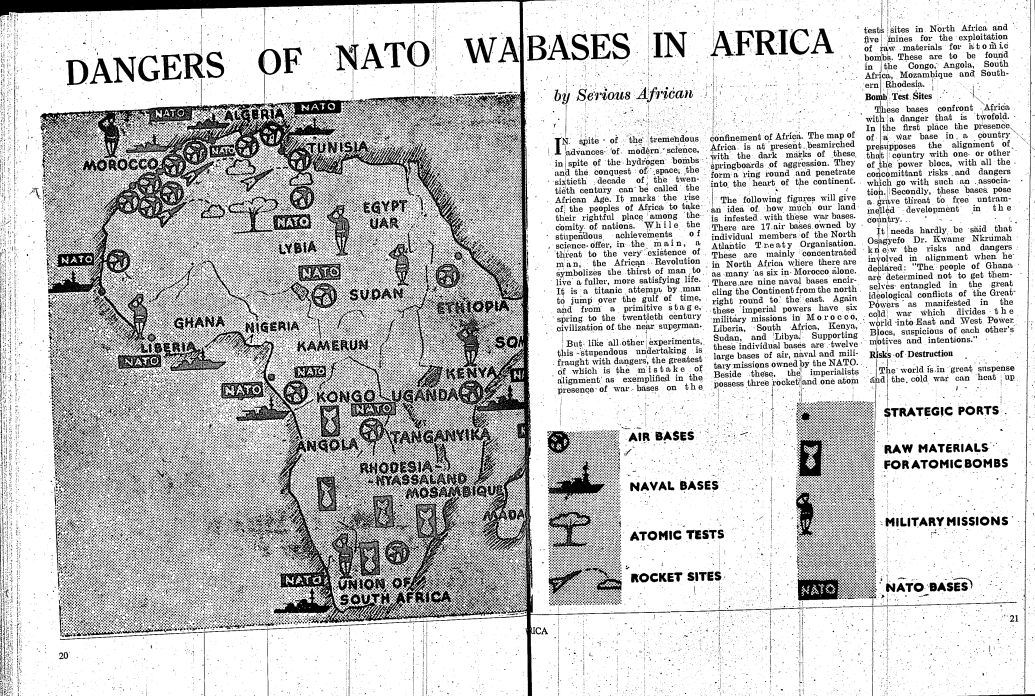 DANGERS OF NATO WA BASES IN AFRICA
by Serious African
NATO
NATO
ALGERIA
NATO
TUNISIA
MOROCCO
NATO
EGYPT
UAR
LYBIA
NATO
NATO
SUDAN
ETHIOPIA
GHANA
NIGERIA
LIBERIA
KAMERUN
SOM
NATO
KENYA
NATO
KONGO
UGANDA
NATO
ANGOLA
TANGANYIKA
RHODESIA-
-NYASSALAND
MOSAMBIQUE
MADA
NATO
UNION OF
SOUTH AFRICA
20
IN spite of the tremendous
advances of modern science,
in spite of the hydrogen bombs
and the conquest of space, the
sixtieth decade of the twen-
tieth century can be called the
African Age. It marks the rise
of the peoples of Africa to take
their rightful place among the
comity of nations. While the
stupendous achievements of
science offer, in the main, a
threat to the very existence of
man, the African Revolution
symbolizes the thirst of man to
live a fuller, more satisfying life.
It is a titanic attemps by man
to jump over the gulf of time,
and from a primitive stage,
spring to the twentieth century
civilization of the near superman.
But like all other experiments,
this stupendous undertaking is
fraught with dangers, the greatest
of which is the mistake of
alignment as exemplified in the
presence of war bases on the
confinement of Africa. The map of
Africa is at present besmirched
with the dark marks of these
springboards of aggression. They
form a ring round and penetrate
into the heart of the continent.
The following figures will give
an idea of how much our land
is infested with these war bases.
There are 17 air bases owned by
individual members of the North
Atlantic Treaty Organisation.
These are mainly concentrated
in North Africa where there are
as many as six in Morocco alone.
There are nine naval bases encir-
cling the Continent from the north
right round to the east. Again
these imperial powers have six
military missions in Morocco,
Liberia, South Africa, Kenya,
Sudan, and Libya. Supporting
these individual bases are twelve
large bases of air, naval and mili-
tary missions owned by the NATO.
Beside these, the imperialists
possess three rocket and one atom
tests sites in North Africa and
five mines for the exploitation
of raw materials for atomic
bombs. These are to be found
in the Congo, Angola, South
Africa, Mozambique and South-
ern Rhodesia.
Bomb Test Sites
These bases confront Africa
with a danger that is twofold.
In the first place the presence
of a war base in a country
presupposes the alignment of
that country with one or other
of the power blocs, with all the
concomittant risks and dangers
which go with such an associa-
tion. Secondly, these bases pose
a grave threat to free untram-
melled development in the
country.
It needs hardly be said that
Osagyefo Dr. Kwame Nkrumah
knew the risks and dangers
involved in alignment when he
declared: "The people of Ghana
are determined not to get them-
selves entangled in the great
ideological conflicts of the Great
Powers as manifested in the
cold war which divides the
world into East and West Power
Blocs, suspicious of each other's
motives and intentions."
Risks of Destruction
The world is in great suspense
and the cold war can heat up
AIR BASES
NAVAL BASES
ATOMIC TESTS
ROCKET SITES
STRATEGIC PORTS
RAW MATERIALS
FOR ATOMIC BOMBS
MILITARY MISSIONS
NATO
NATO BASES
RICA
21